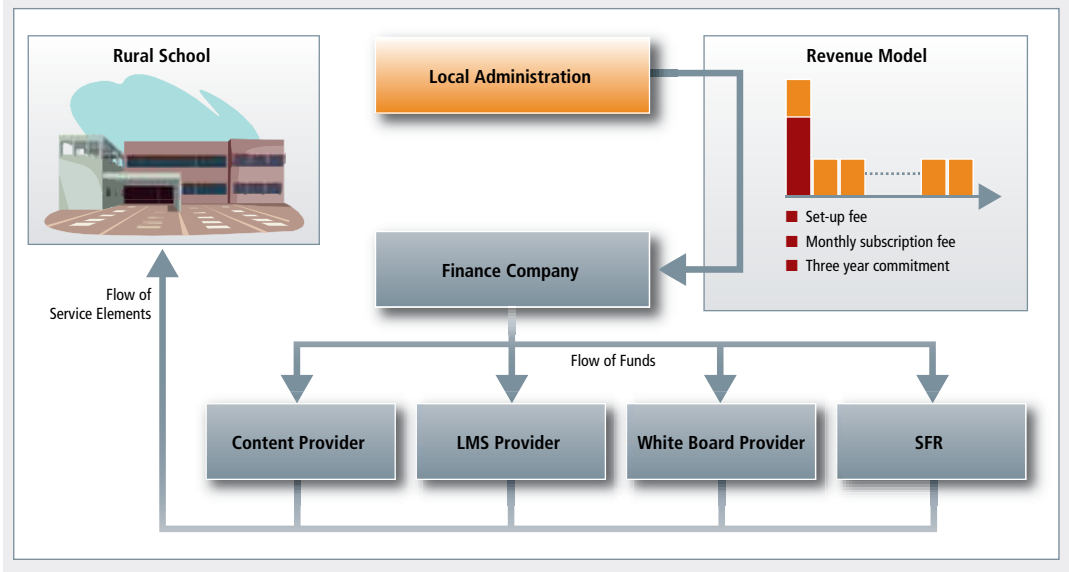 Rural School
Local Administration
Revenue Model
Set-up fee
Monthly subscription fee
Three year commitment
Finance Company
Flow of
Service Elements
Flow of Funds
Content Provider
LMS Provider
White Board Provider
SFR